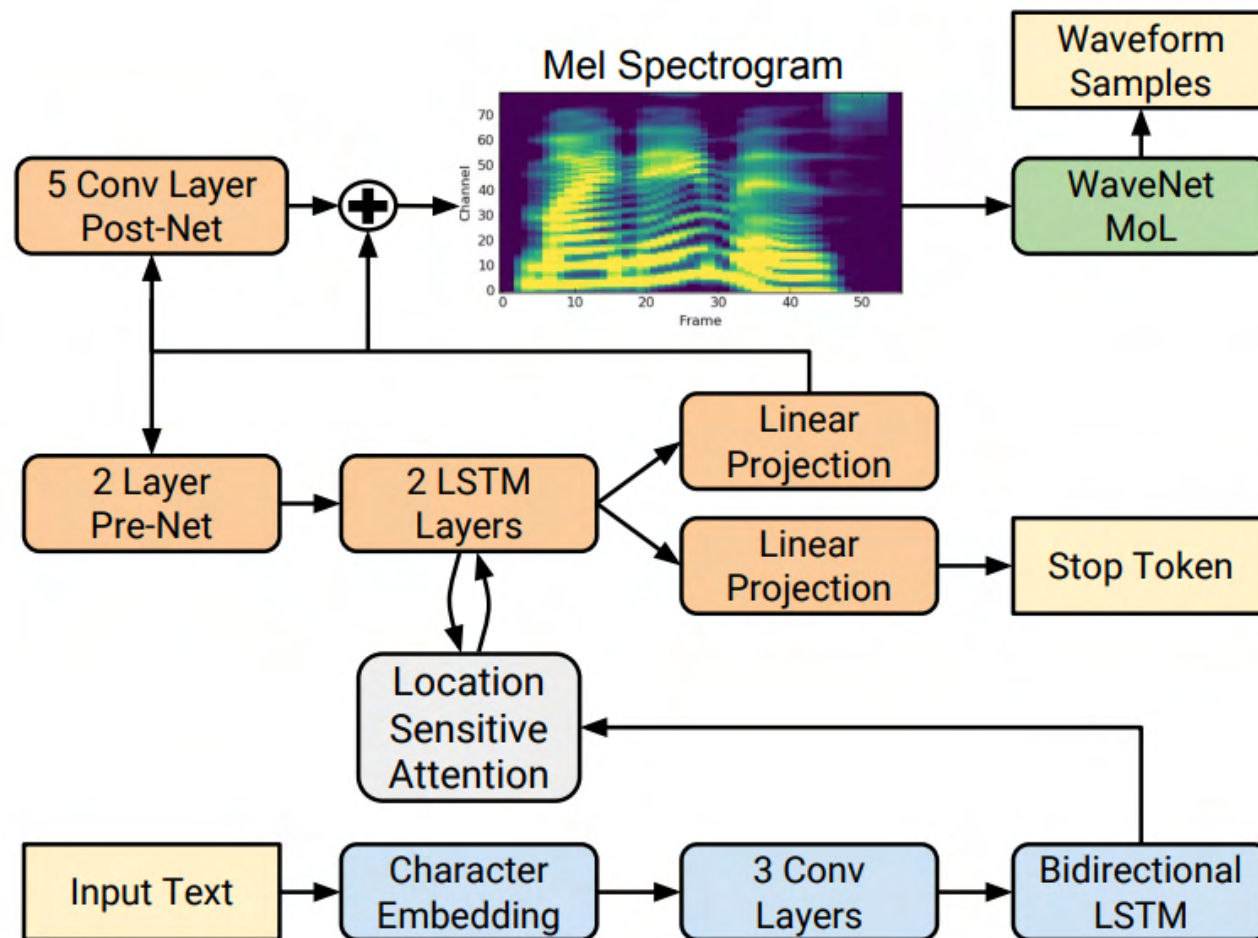 Waveform
Samples
Mel Spectrogram
70
60
50
40
30
20
10
0
Channel
0 10 20 30 40 50
Frame
5 Conv Layer
Post-Net
WaveNet
MoL
Linear
Projection
2 Layer
Pre-Net
2 LSTM
Layers
Linear
Projection
Stop Token
Location
Sensitive
Attention
Input Text
Character
Embedding
3 Conv
Layers
Bidirectional
LSTM